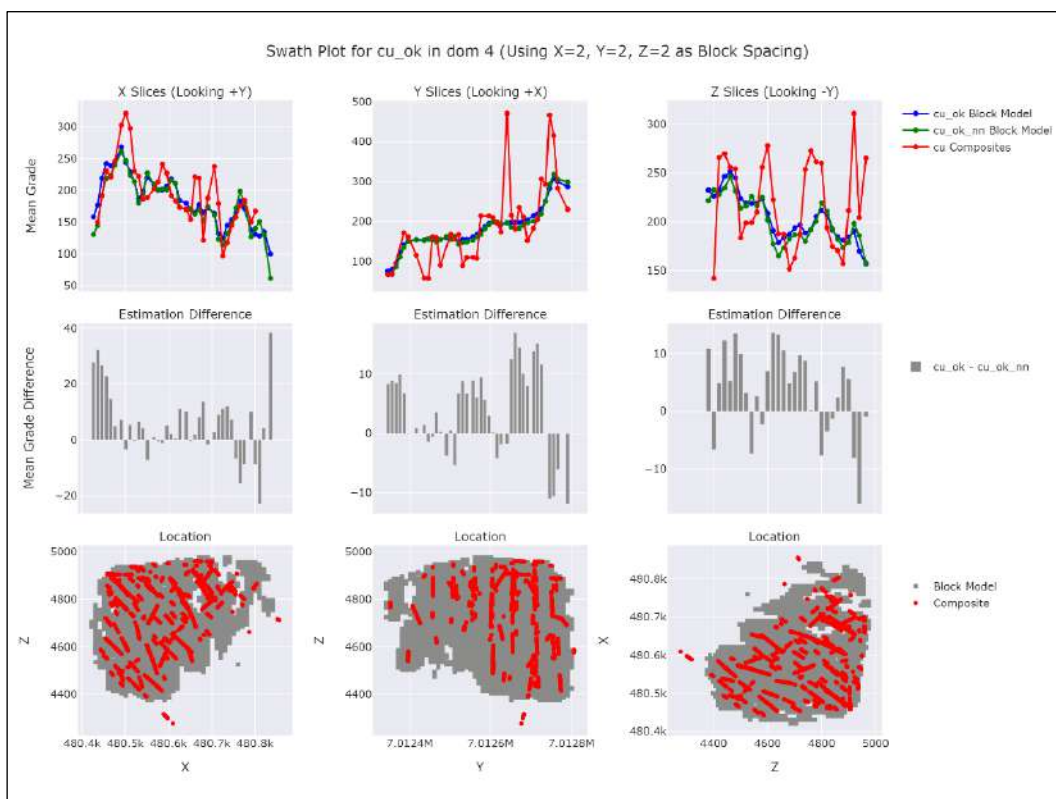 Swath Plot for cu_ok in dom 4 (Using X=2, Y=2, Z=2 as Block Spacing)
X Slices (Looking +Y)
Y Slices (Looking +X)
Z Slices (Looking -Y)
Mean Grade
300
250
200
150
100
50
500
400
300
200
100
300
250
200
150
cu_ok Block Model
cu_ok_nn Block Model
cu Composites
Estimation Difference
Estimation Difference
Estimation Difference
Mean Grade Difference
40
20
0
−20
10
0
−10
10
0
−10
cu_ok - cu_ok_nn
Location
Location
Location
Z
5000
4800
4600
4400
Z
5000
4800
4600
4400
X
480.8k
480.7k
480.6k
480.5k
480.4k
Block Model
Composite
480.4k 480.5k 480.6k 480.7k 480.8k
7.0124M 7.0126M 7.0128M
4400 4600 4800 5000
X
Y
Z